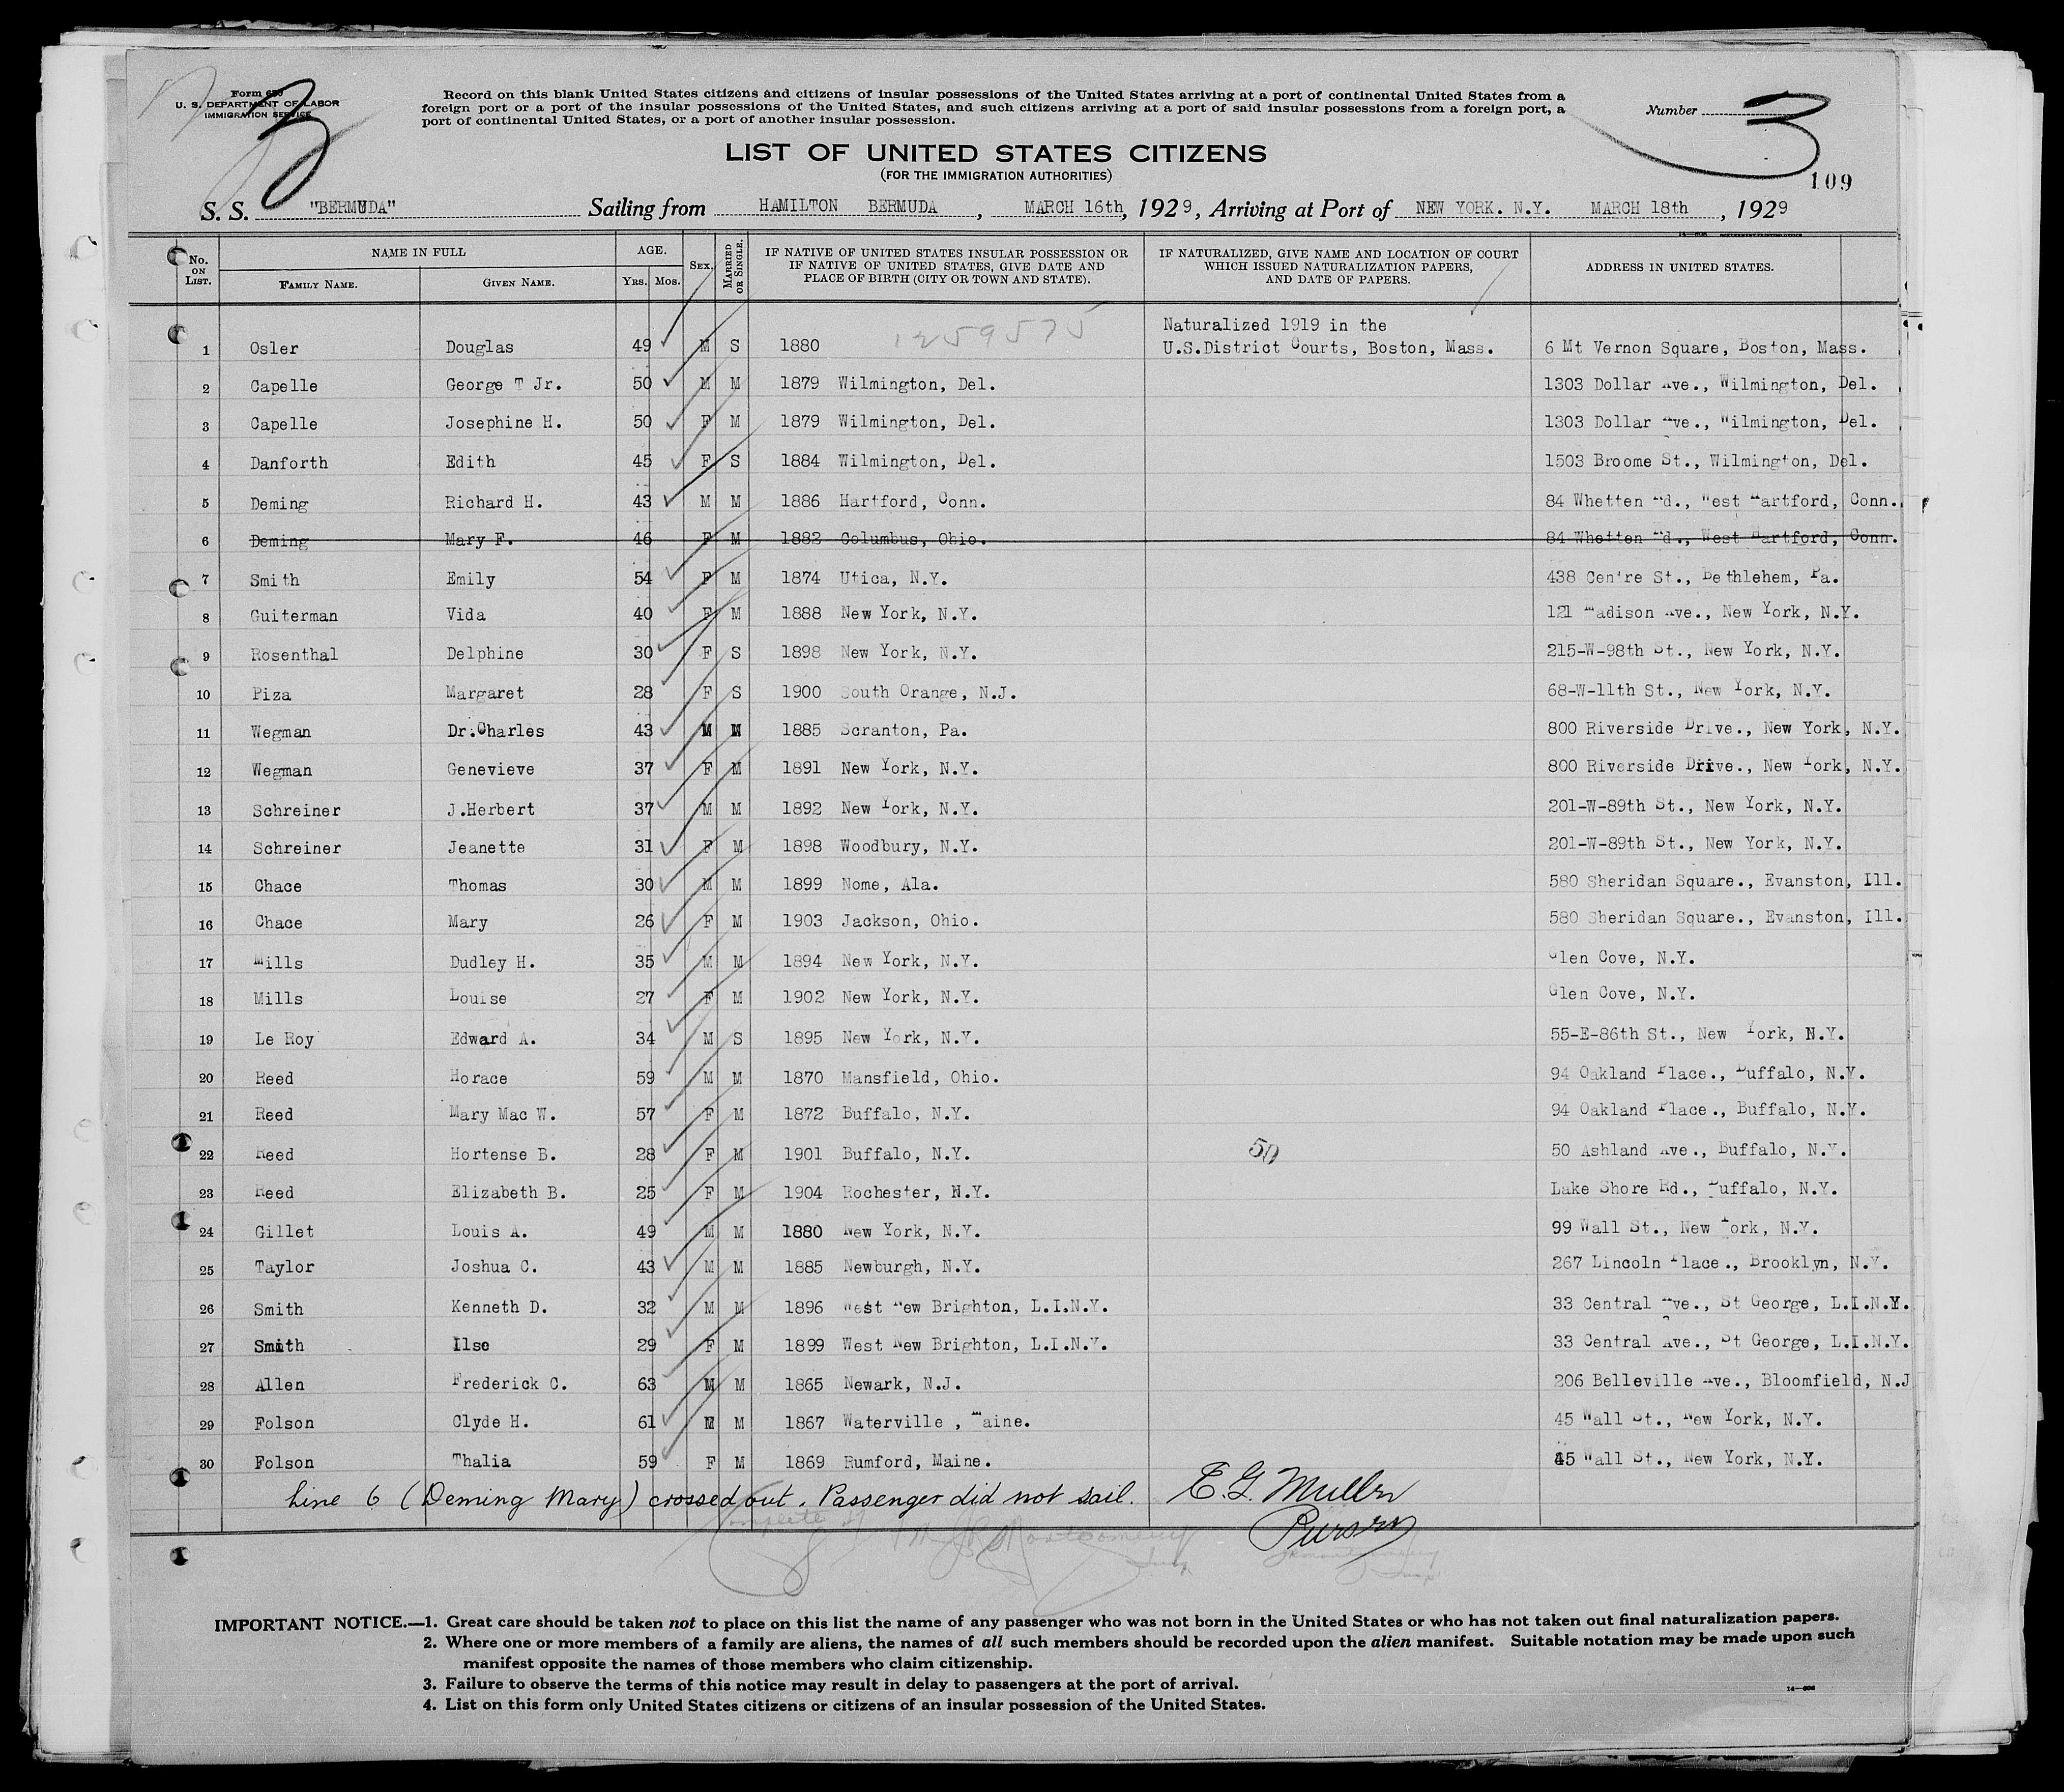 Form 630
U. S. DEPARTMENT OF LABOR
IMMIGRATION SERVICE
3
Record on this blank United States citizens and citizens of insular possessions of the United States arriving at a port of continental United States from a
foreign port or a port of the insular possessions of the United States, and such citizens arriving at a port of said insular possessions from a foreign port, a
port of continental United States, or a port of another insular possession.
Number 3
109
LIST OF UNITED STATES CITIZENS
(FOR THE IMMIGRATION AUTHORITIES)
S. S. "BERMUDA" Sailing from HAMILTON BERMUDA, MARCH 16th, 1929, Arriving at Port of NEW YORK. N.Y. MARCH 18th, 1929
No. ON LIST. NAME IN FULL FAMILY NAME. GIVEN NAME. AGE. YRS. MOS. SEX. MARRIED OR SINGLE. IF NATIVE OF UNITED STATES INSULAR POSSESSION OR IF NATIVE OF UNITED STATES, GIVE DATE AND PLACE OF BIRTH (CITY OR TOWN AND STATE). IF NATURALIZED, GIVE NAME AND LOCATION OF COURT WHICH ISSUED NATURALIZATION PAPERS, AND DATE OF PAPERS. ADDRESS IN UNITED STATES.
1259575
Naturalized 1919 in the
1 Osler Douglas 49 M S 1880 U.S.District Courts, Boston, Mass. 6 Mt Vernon Square, Boston, Mass.
2 Capelle George T Jr. 50 M M 1879 Wilmington, Del. 1303 Dollar Ave., Wilmington, Del.
3 Capelle Josephine H. 50 F M 1879 Wilmington, Del. 1303 Dollar Ave., Wilmington, Del.
4 Danforth Edith 45 F S 1884 Wilmington, Del. 1503 Broome St., Wilmington, Del.
5 Deming Richard H. 43 M M 1886 Hartford, Conn. 84 Whetten Rd., West Hartford, Conn.
6 Deming Mary F. 46 F M 1882 Columbus, Ohio. 84 Whetten Rd., West Hartford, Conn.
7 Smith Emily 54 F M 1874 Utica, N.Y. 438 Centre St., Bethlehem, Pa.
8 Guiterman Vida 40 F M 1888 New York, N.Y. 121 Madison Ave., New York, N.Y.
9 Rosenthal Delphine 30 F S 1898 New York, N.Y. 215-W-98th St., New York, N.Y.
10 Piza Margaret 28 F S 1900 South Orange, N.J. 68-W-11th St., New York, N.Y.
11 Wegman Dr.Charles 43 M M 1885 Scranton, Pa. 800 Riverside Drive., New York, N.Y.
12 Wegman Genevieve 37 F M 1891 New York, N.Y. 800 Riverside Drive., New York, N.Y.
13 Schreiner J.Herbert 37 M M 1892 New York, N.Y. 201-W-89th St., New York, N.Y.
14 Schreiner Jeanette 31 F M 1898 Woodbury, N.Y. 201-W-89th St., New York, N.Y.
15 Chace Thomas 30 M M 1899 Nome, Ala. 580 Sheridan Square., Evanston, Ill.
16 Chace Mary 26 F M 1903 Jackson, Ohio. 580 Sheridan Square., Evanston, Ill.
17 Mills Dudley H. 35 M M 1894 New York, N.Y. Glen Cove, N.Y.
18 Mills Louise 27 F M 1902 New York, N.Y. Glen Cove, N.Y.
19 Le Roy Edward A. 34 M S 1895 New York, N.Y. 55-E-86th St., New York, N.Y.
20 Reed Horace 59 M M 1870 Mansfield, Ohio. 94 Oakland Place., Buffalo, N.Y.
21 Reed Mary Mac W. 57 F M 1872 Buffalo, N.Y. 94 Oakland Place., Buffalo, N.Y.
22 Reed Hortense B. 28 F M 1901 Buffalo, N.Y. 50 50 Ashland Ave., Buffalo, N.Y.
23 Reed Elizabeth B. 25 F M 1904 Rochester, N.Y. Lake Shore Rd., Buffalo, N.Y.
24 Gillet Louis A. 49 M M 1880 New York, N.Y. 99 Wall St., New York, N.Y.
25 Taylor Joshua C. 43 M M 1885 Newburgh, N.Y. 267 Lincoln Place., Brooklyn, N.Y.
26 Smith Kenneth D. 32 M M 1896 West New Brighton, L.I.N.Y. 33 Central Ave., St George, L.I.N.Y.
27 Smith Ilse 29 F M 1899 West New Brighton, L.I.N.Y. 33 Central Ave., St George, L.I.N.Y.
28 Allen Frederick C. 63 M M 1865 Newark, N.J. 206 Belleville Ave., Bloomfield, N.J
29 Folson Clyde H. 61 M M 1867 Waterville, Maine. 45 Wall St., New York, N.Y.
30 Folson Thalia 59 F M 1869 Rumford, Maine. 45 Wall St., New York, N.Y.
Line 6 (Deming Mary) crossed out. Passenger did not sail. E.G. Mullen
Purser
Complete Montgomery
IMPORTANT NOTICE.—1. Great care should be taken not to place on this list the name of any passenger who was not born in the United States or who has not taken out final naturalization papers.
2. Where one or more members of a family are aliens, the names of all such members should be recorded upon the alien manifest. Suitable notation may be made upon such
manifest opposite the names of those members who claim citizenship.
3. Failure to observe the terms of this notice may result in delay to passengers at the port of arrival.
4. List on this form only United States citizens or citizens of an insular possession of the United States.